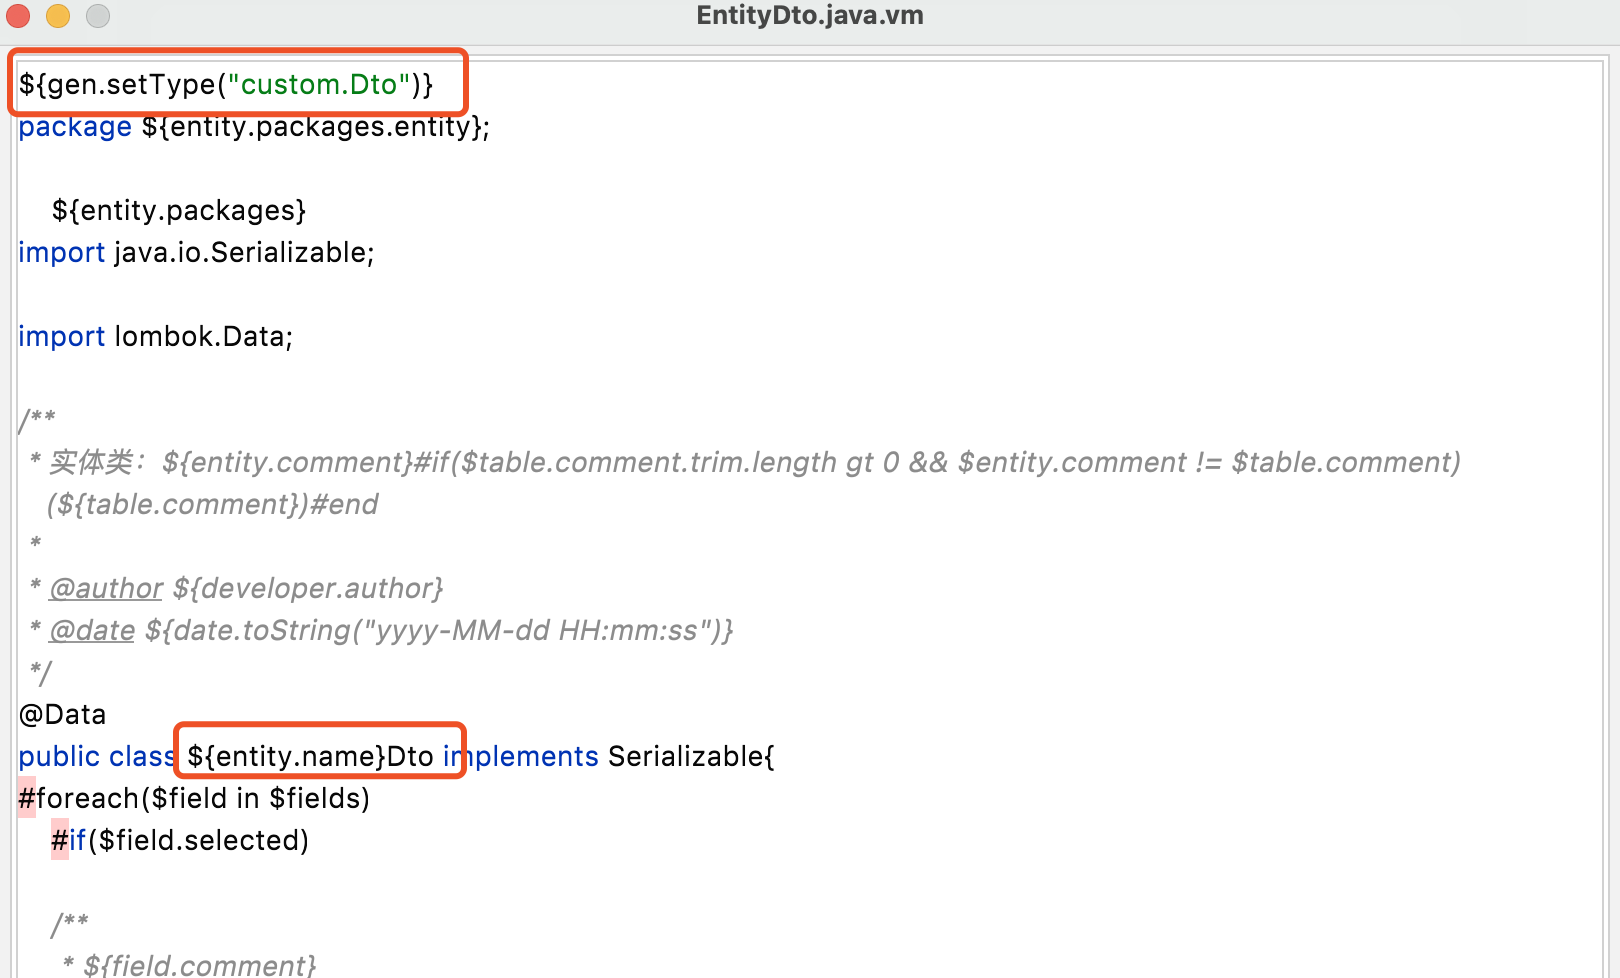 EntityDto.java.vm
${gen.setType("custom.Dto")}
package ${entity.packages.entity};
${entity.packages}
import java.io.Serializable;
import lombok.Data;
/**
* 实体类：${entity.comment}#if($table.comment.trim.length gt 0 && $entity.comment != $table.comment)
(${table.comment})#end
*
* @author ${developer.author}
* @date ${date.toString("yyyy-MM-dd HH:mm:ss")}
*/
@Data
public class ${entity.name}Dto implements Serializable{
#foreach($field in $fields)
#if($field.selected)
/**
* ${field.comment}